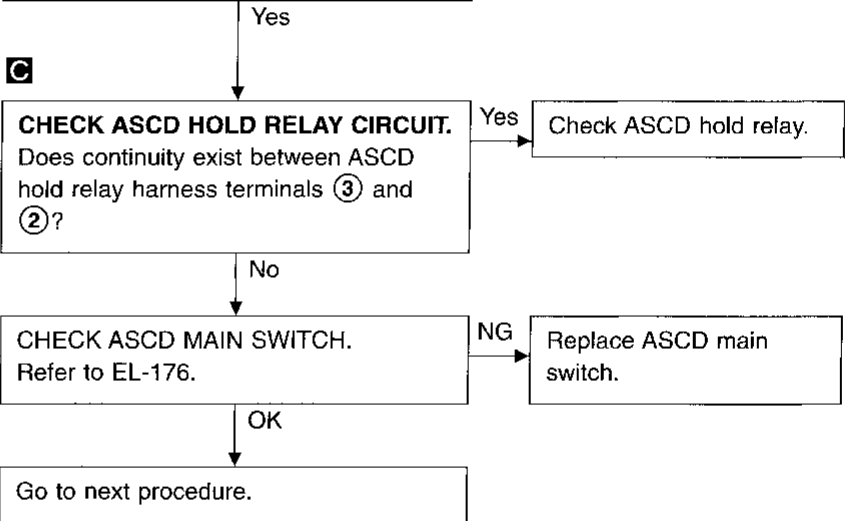 Yes
C
CHECK ASCD HOLD RELAY CIRCUIT.
Does continuity exist between ASCD
hold relay harness terminals ③ and
②?
Yes
Check ASCD hold relay.
No
CHECK ASCD MAIN SWITCH.
Refer to EL-176.
NG
Replace ASCD main
switch.
OK
Go to next procedure.